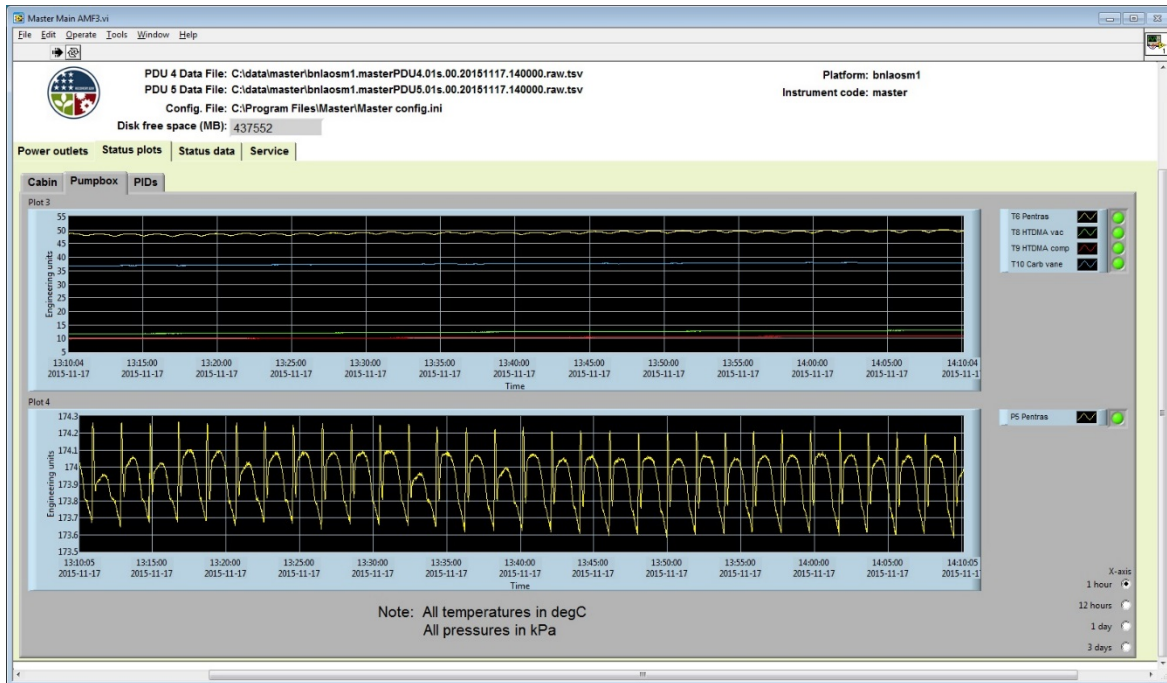 Master Main AMF3.vi
File Edit Operate Tools Window Help
PDU 4 Data File: C:\data\master\bnlaosm1.masterPDU4.01s.00.20151117.140000.raw.tsv
PDU 5 Data File: C:\data\master\bnlaosm1.masterPDU5.01s.00.20151117.140000.raw.tsv
Config. File: C:\Program Files\Master\Master config.ini
Disk free space (MB): 437552
Platform: bnlaosm1
Instrument code: master
Power outlets Status plots Status data Service
Cabin Pumpbox PIDs
Plot 3
Engineering units
55
50
45
40
35
30
25
20
15
10
5
13:10:04 13:15:00 13:20:00 13:25:00 13:30:00 13:35:00 13:40:00 13:45:00 13:50:00 13:55:00 14:00:00 14:05:00 14:10:04
2015-11-17 2015-11-17 2015-11-17 2015-11-17 2015-11-17 2015-11-17 2015-11-17 2015-11-17 2015-11-17 2015-11-17 2015-11-17 2015-11-17 2015-11-1
Time
T6 Pentras
T8 HTDMA vac
T9 HTDMA comp
T10 Carb vane
Plot 4
Engineering units
174.3
174.2
174.1
174
173.9
173.8
173.7
173.6
173.5
13:10:05 13:15:00 13:20:00 13:25:00 13:30:00 13:35:00 13:40:00 13:45:00 13:50:00 13:55:00 14:00:00 14:05:00 14:10:05
2015-11-17 2015-11-17 2015-11-17 2015-11-17 2015-11-17 2015-11-17 2015-11-17 2015-11-17 2015-11-17 2015-11-17 2015-11-17 2015-11-17 2015-11-1
Time
P5 Pentras
Note: All temperatures in degC
All pressures in kPa
X-axis
1 hour
12 hours
1 day
3 days